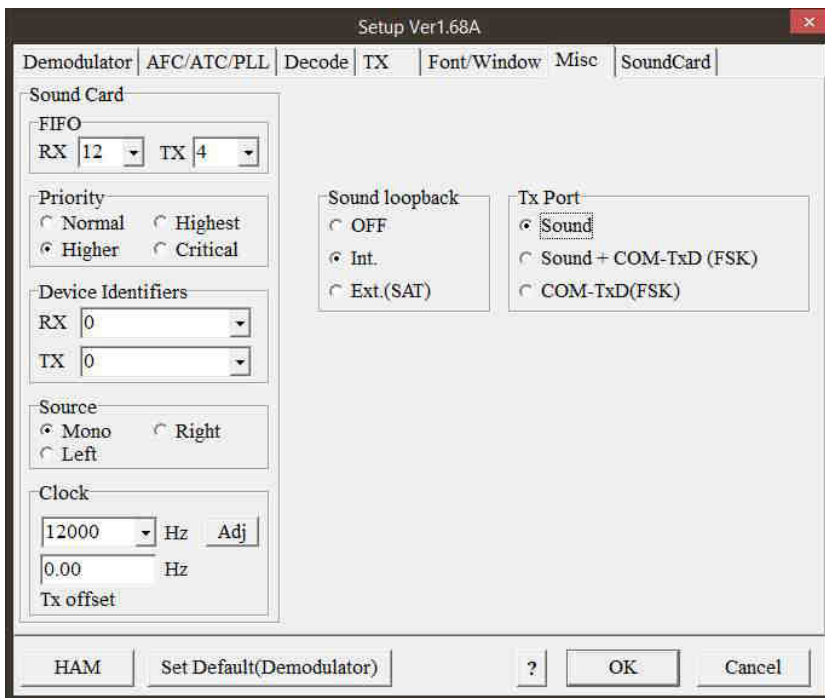 Setup Ver1.68A
Demodulator AFC/ATC/PLL Decode TX Font/Window Misc SoundCard
Sound Card
FIFO
RX 12 TX 4
Priority
Normal Highest
Higher Critical
Device Identifiers
RX 0
TX 0
Source
Mono Right
Left
Clock
12000 Hz Adj
0.00 Hz
Tx offset
Sound loopback
OFF
Int.
Ext.(SAT)
Tx Port
Sound
Sound + COM-TxD (FSK)
COM-TxD(FSK)
HAM Set Default(Demodulator) ? OK Cancel